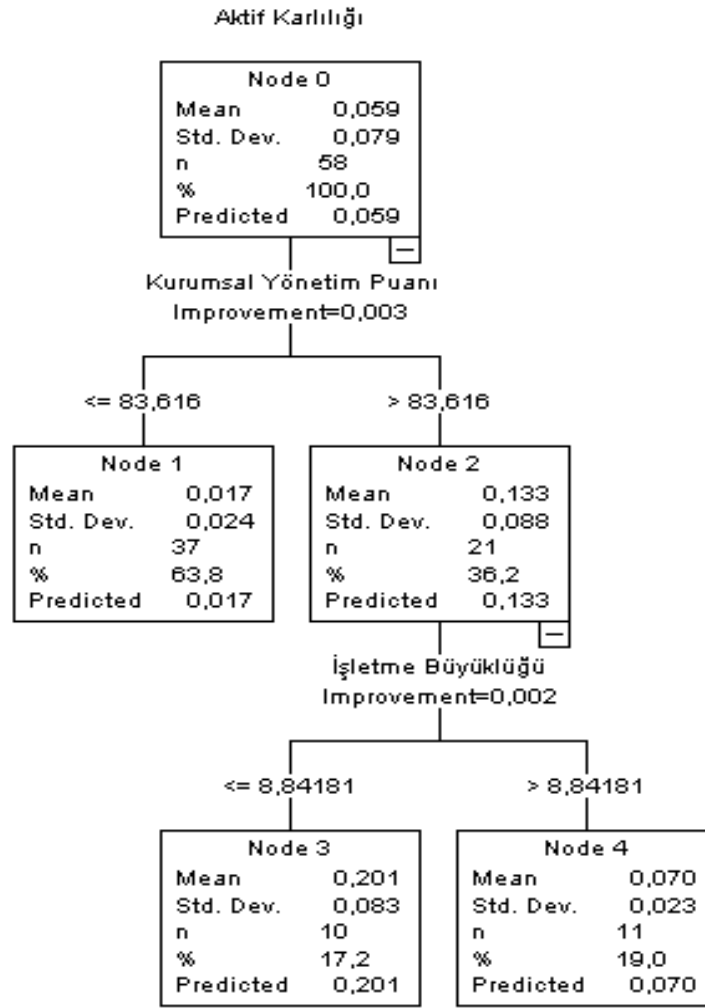 Aktif Karlılığı
Node 0
Mean 0,059
Std. Dev. 0,079
n 58
% 100,0
Predicted 0,059
Kurumsal Yönetim Puanı
Improvement=0,003
<= 83,616
> 83,616
Node 1
Mean 0,017
Std. Dev. 0,024
n 37
% 63,8
Predicted 0,017
Node 2
Mean 0,133
Std. Dev. 0,088
n 21
% 36,2
Predicted 0,133
İşletme Büyüklüğü
Improvement=0,002
<= 8,84181
> 8,84181
Node 3
Mean 0,201
Std. Dev. 0,083
n 10
% 17,2
Predicted 0,201
Node 4
Mean 0,070
Std. Dev. 0,023
n 11
% 19,0
Predicted 0,070